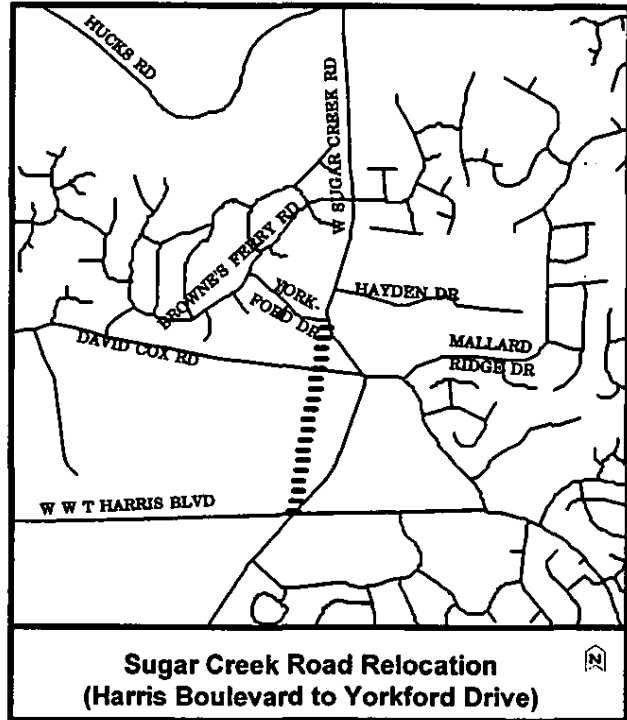 HUCKS RD
W SUGAR CREEK RD
BROWNE'S FERRY RD
YORK-
FORD DR
HAYDEN DR
MALLARD
RIDGE DR
DAVID COX RD
W W T HARRIS BLVD
Sugar Creek Road Relocation
(Harris Boulevard to Yorkford Drive)
N